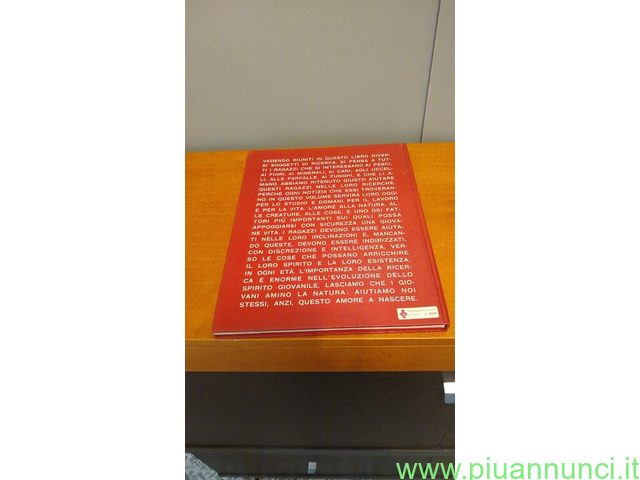 VEDENDO RIUNITI IN QUESTO LIBRO DIVER-
SI SOGGETTI DI RICERCA, SI PENSA A TUT-
TI I RAGAZZI CHE SI INTERESSANO AI PESCI,
AI FIORI, AI MINERALI, AI CANI, AGLI UCCEL-
LI, ALLE FARFALLE, AI FUNGHI, E CHE LI A-
MANO. ABBIAMO RITENUTO GIUSTO AIUTARE
QUESTI RAGAZZI NELLE LORO RICERCHE,
PERCHÉ OGNI NOTIZIA CHE ESSI TROVERAN-
NO IN QUESTO VOLUME SERVIRÀ LORO OGGI
PER LO STUDIO E DOMANI PER IL LAVORO
E PER LA VITA. L'AMORE ALLA NATURA, AL-
LE CREATURE, ALLE COSE, È UNO DEI FAT-
TORI PIÙ IMPORTANTI SUI QUALI POSSA
APPOGGIARSI CON SICUREZZA UNA GIOVA-
NE VITA. I RAGAZZI DEVONO ESSERE AIUTA-
TI NELLE LORO INCLINAZIONI E, MANCAN-
DO QUESTE, DEVONO ESSERE INDIRIZZATI,
CON DISCREZIONE E INTELLIGENZA, VER-
SO LE COSE CHE POSSANO ARRICCHIRE
IL LORO SPIRITO E LA LORO ESISTENZA.
IN OGNI ETÀ L'IMPORTANZA DELLA RICER-
CA È ENORME NELL'EVOLUZIONE DELLO
SPIRITO GIOVANILE. LASCIAMO CHE I GIO-
VANI AMINO LA NATURA: AIUTIAMO NOI
STESSI, ANZI, QUESTO AMORE A NASCERE.
www.piuannunci.it